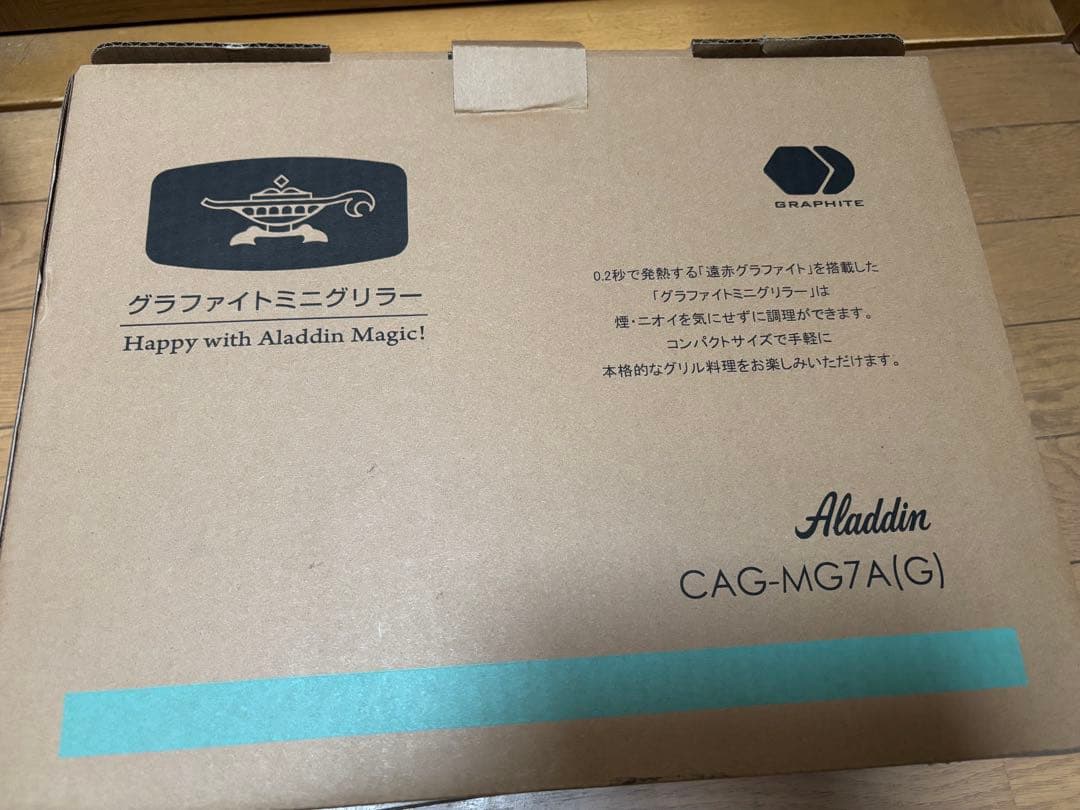 グラファイトミニグリラー
Happy with Aladdin Magic!
GRAPHITE
0.2秒で発熱する「遠赤グラファイト」を搭載した
「グラファイトミニグリラー」は
煙・ニオイを気にせずに調理ができます。
コンパクトサイズで手軽に
本格的なグリル料理をお楽しみいただけます。
Aladdin
CAG-MG7A(G)